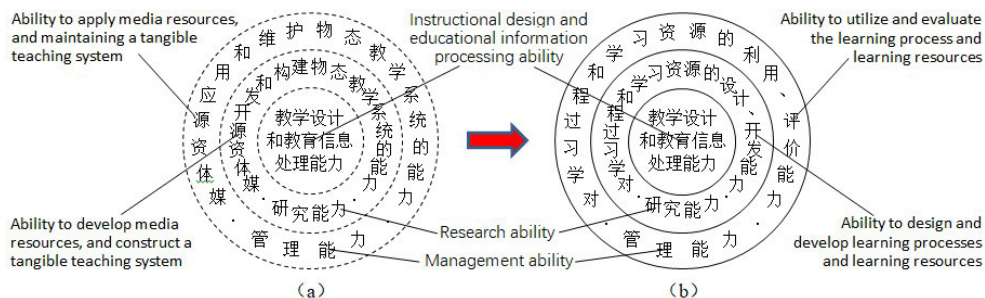 Ability to apply media resources,
and maintaining a tangible
teaching system
Ability to develop media
resources, and construct a
tangible teaching system
媒体资源应用和维护物态教学系统的能力·
管理能力·
媒体资源开发和构建物态教学系统的能力·
研究能力·
教学设计
和教育信息
处理能力
(a)
Instructional design and
educational information
processing ability
Research ability
Management ability
对学习过程和学习资源的利用、评价能力·
管理能力·
对学习过程和学习资源的设计、开发能力·
研究能力·
教学设计
和教育信息
处理能力
(b)
Ability to utilize and evaluate
the learning process and
learning resources
Ability to design and
develop learning processes
and learning resources